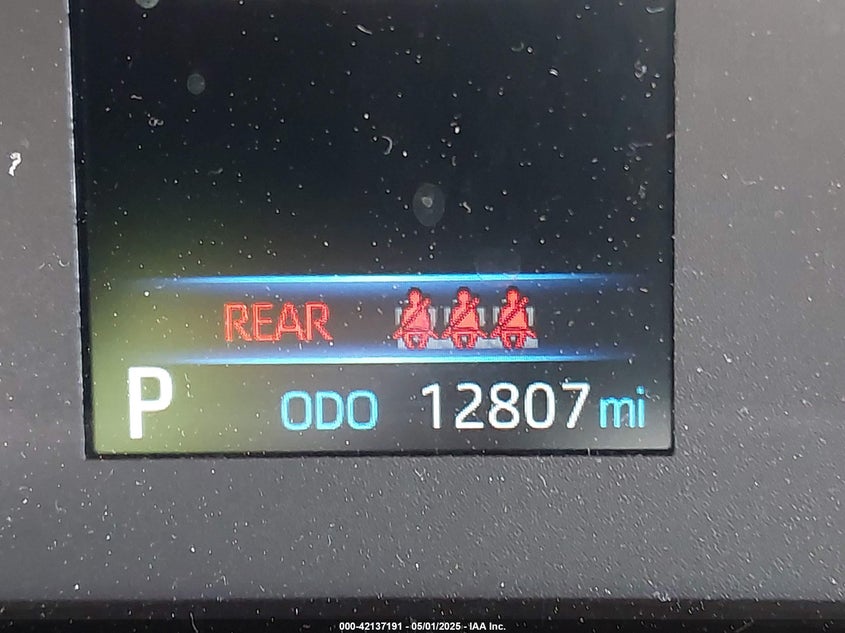 REAR
P ODO 12807 mi
000-42137191 - 05/01/2025 - IAA Inc.